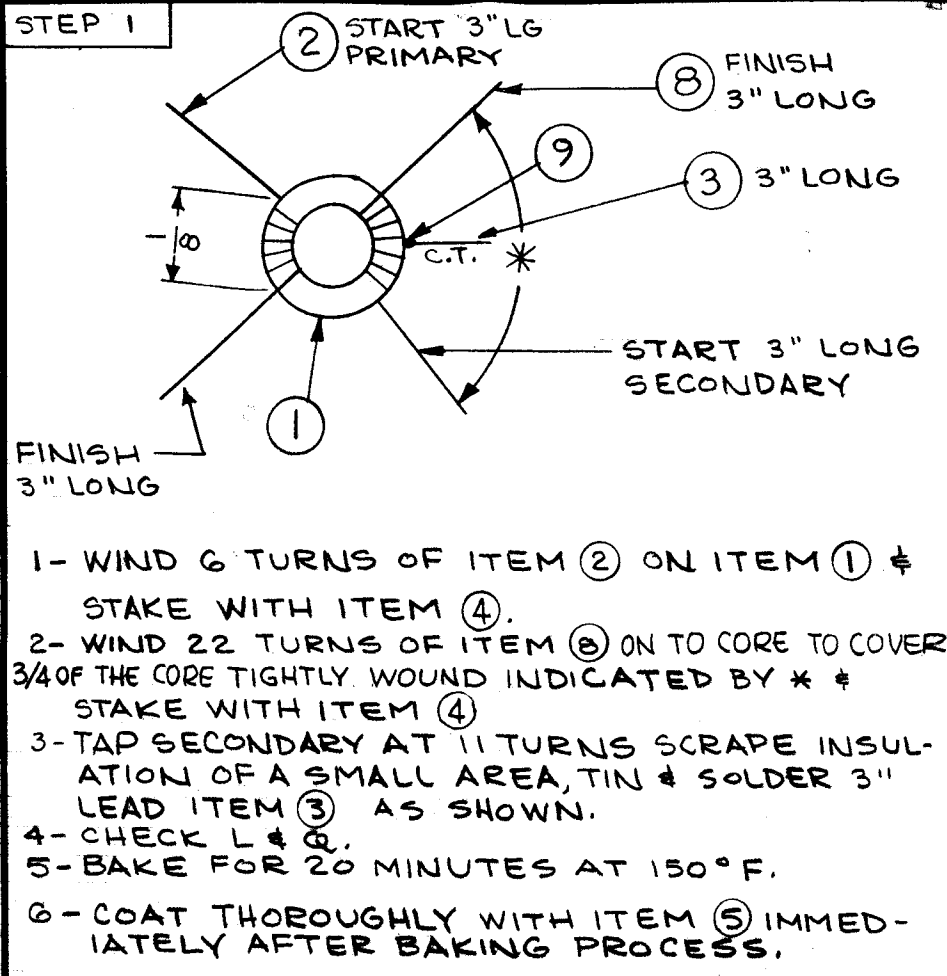 STEP 1
2 START 3" LG
PRIMARY
8 FINISH
3" LONG
9
3 3" LONG
C.T. *
1/8
START 3" LONG
SECONDARY
1
FINISH
3" LONG
1- WIND 6 TURNS OF ITEM 2 ON ITEM 1 &
STAKE WITH ITEM 4.
2- WIND 22 TURNS OF ITEM 8 ON TO CORE TO COVER
3/4 OF THE CORE TIGHTLY WOUND INDICATED BY * &
STAKE WITH ITEM 4
3- TAP SECONDARY AT 11 TURNS SCRAPE INSUL-
ATION OF A SMALL AREA, TIN & SOLDER 3"
LEAD ITEM 3 AS SHOWN.
4- CHECK L & Q.
5- BAKE FOR 20 MINUTES AT 150° F.
6- COAT THOROUGHLY WITH ITEM 5 IMMED-
IATELY AFTER BAKING PROCESS.